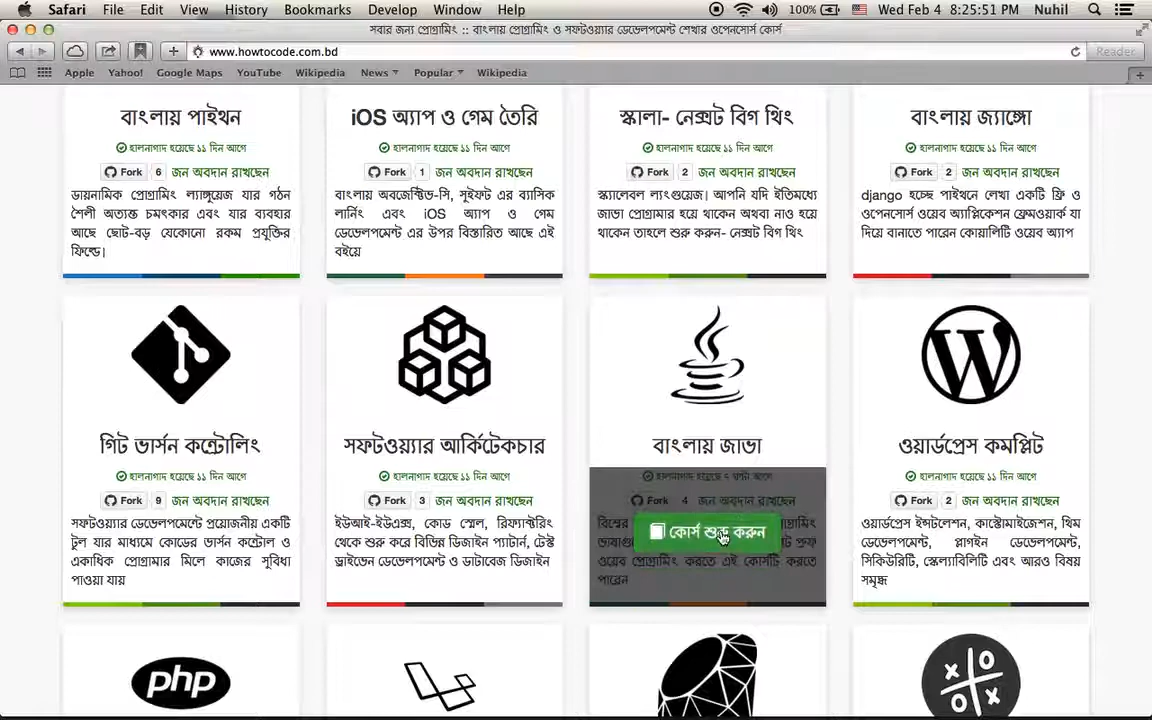 Safari File Edit View History Bookmarks Develop Window Help 100% Wed Feb 4 8:25:51 PM Nuhil
সবার জন্য প্রোগ্রামিং :: বাংলায় প্রোগ্রামিং ও সফটওয়্যার ডেভেলপমেন্ট শেখার ওপেনসোর্স কোর্স
www.howtocode.com.bd Reader
Apple Yahoo! Google Maps YouTube Wikipedia News Popular Wikipedia
বাংলায় পাইথন
হালনাগাদ হয়েছে ১১ দিন আগে
Fork 6 জন অবদান রাখছেন
ডায়নামিক প্রোগ্রামিং ল্যাঙ্গুয়েজ যার গঠন
শৈলী অত্যন্ত চমৎকার এবং যার ব্যবহার
আছে ছোট-বড় যেকোনো রকম প্রযুক্তির
ফিল্ডে।
iOS অ্যাপ ও গেম তৈরি
হালনাগাদ হয়েছে ১১ দিন আগে
Fork 1 জন অবদান রাখছেন
বাংলায় অবজেক্টিভ-সি, সুইফট এর ব্যাসিক
লার্নিং এবং iOS অ্যাপ ও গেম
ডেভেলপমেন্ট এর উপর বিস্তারিত আছে এই
বইয়ে
স্কালা- নেক্সট বিগ থিং
হালনাগাদ হয়েছে ১১ দিন আগে
Fork 2 জন অবদান রাখছেন
স্ক্যালেবল ল্যংগুয়েজ। আপনি যদি ইতিমধ্যে
জাভা প্রোগ্রামার হয়ে থাকেন অথবা নাও হয়ে
থাকেন তাহলে শুরু করুন- নেক্সট বিগ থিং
বাংলায় জ্যাঙ্গো
হালনাগাদ হয়েছে ১১ দিন আগে
Fork 2 জন অবদান রাখছেন
django হচ্ছে পাইথনে লেখা একটি ফ্রি ও
ওপেনসোর্স ওয়েব অ্যাপ্লিকেশন ফ্রেমওয়ার্ক যা
দিয়ে বানাতে পারেন কোয়ালিটি ওয়েব অ্যাপ
গিট ভার্সন কন্ট্রোলিং
হালনাগাদ হয়েছে ১১ দিন আগে
Fork 9 জন অবদান রাখছেন
সফটওয়্যার ডেভেলপমেন্টে প্রয়োজনীয় একটি
টুল যার মাধ্যমে কোডের ভার্সন কন্ট্রোল ও
একাধিক প্রোগ্রামার মিলে কাজের সুবিধা
পাওয়া যায়
সফটওয়্যার আর্কিটেকচার
হালনাগাদ হয়েছে ১১ দিন আগে
Fork 3 জন অবদান রাখছেন
ইউআই-ইউএক্স, কোড স্মেল, রিফ্যাক্টরিং
থেকে শুরু করে বিভিন্ন ডিজাইন প্যাটার্ন, টেস্ট
ড্রাইভেন ডেভেলপমেন্ট ও ডাটাবেজ ডিজাইন
বাংলায় জাভা
হালনাগাদ হয়েছে ৭ ঘন্টা আগে
Fork 4 জন অবদান রাখছেন
কোর্স শুরু করুন
বিশ্বের
ওয়েব প্রোগ্রামিং করতে এই কোর্সটি করতে
পারেন
ওয়ার্ডপ্রেস কমপ্লিট
হালনাগাদ হয়েছে ১১ দিন আগে
Fork 2 জন অবদান রাখছেন
ওয়ার্ডপ্রেস ইন্সটলেশন, কাস্টোমাইজেশন, থিম
ডেভেলপমেন্ট, প্লাগইন ডেভেলপমেন্ট,
সিকিউরিটি, স্কেল্যাবিলিটি এবং আরও বিষয়
সমৃদ্ধ
php